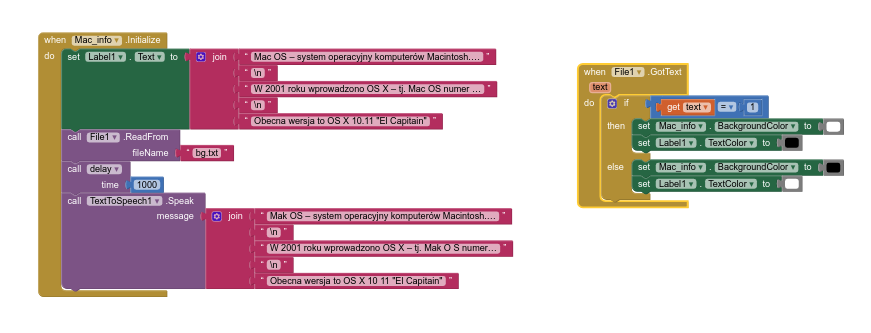 when Mac_info .Initialize
do set Label1 . Text to join " Mac OS – system operacyjny komputerów Macintosh.… "
" \n "
" W 2001 roku wprowadzono OS X – tj. Mac OS numer … "
" \n "
" Obecna wersja to OS X 10.11 "El Capitain" "
call File1 .ReadFrom
fileName " bg.txt "
call delay
time 1000
call TextToSpeech1 .Speak
message join " Mak OS – system operacyjny komputerów Macintosh.… "
" \n "
" W 2001 roku wprowadzono OS X – tj. Mak O S numer… "
" \n "
" Obecna wersja to OS X 10 11 "El Capitain" "
when File1 .GotText
text
do if get text = 1
then set Mac_info . BackgroundColor to
set Label1 . TextColor to
else set Mac_info . BackgroundColor to
set Label1 . TextColor to